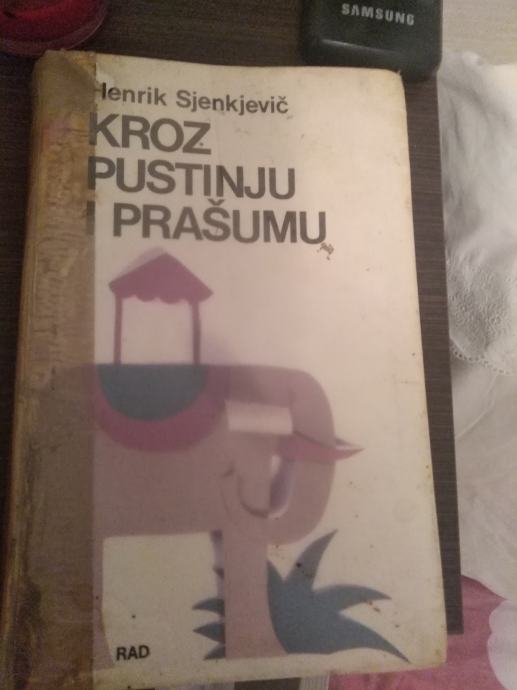 SAMSUNG
Henrik Sjenkjevič
KROZ
PUSTINJU
I PRAŠUMU
RAD